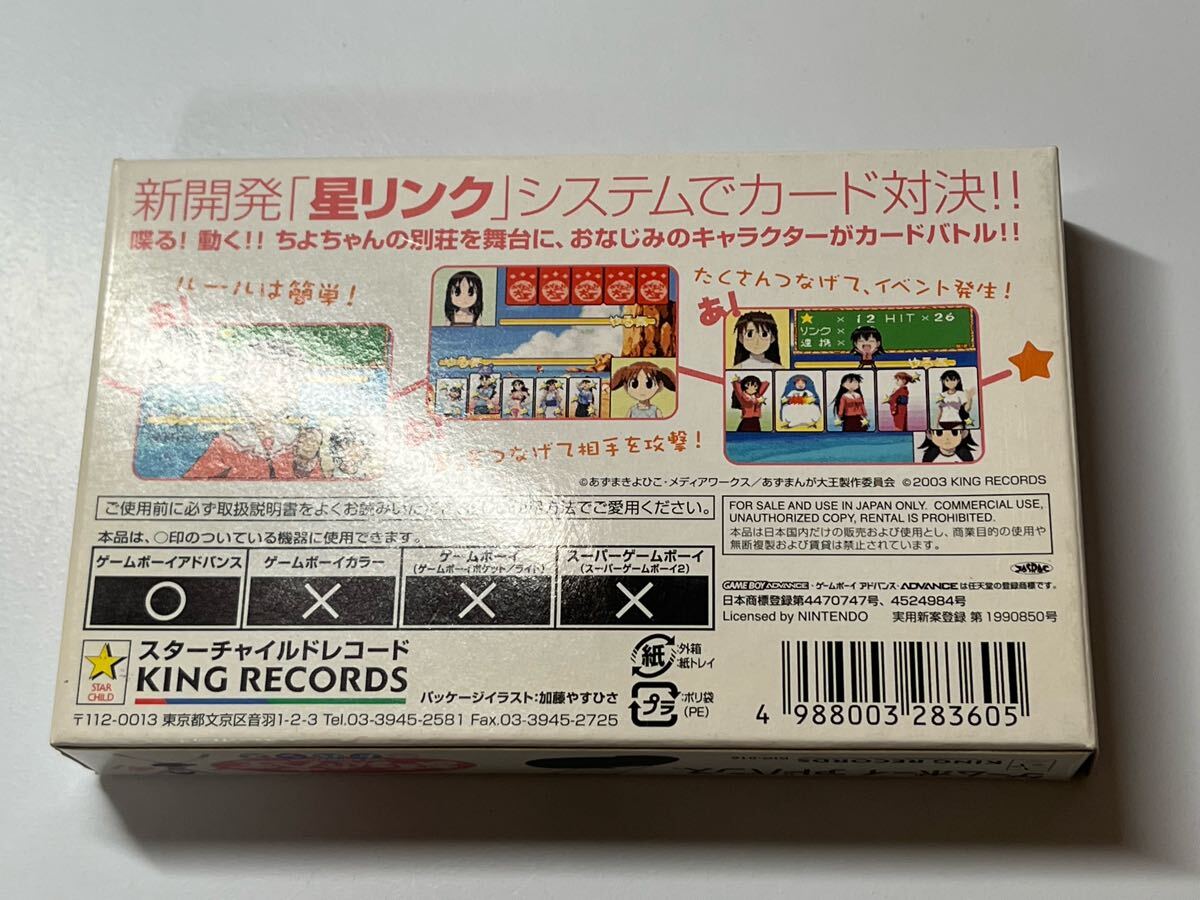 新開発「星リンク」システムでカード対決!!
喋る! 動く!! ちよちゃんの別荘を舞台に、おなじみのキャラクターがカードバトル!!
ルールは簡単!
たくさんつなげて、イベント発生!
あ!
× 12 HIT × 26
リンク ×
連携 ×
つなげて相手を攻撃!
©あずまきよひこ・メディアワークス/あずまんが大王製作委員会 ©2003 KING RECORDS
ご使用前に必ず取扱説明書をよくお読みいただき、正しい使用方法でご愛用ください。
本品は、○印のついている機器に使用できます。
ゲームボーイアドバンス ゲームボーイカラー ゲームボーイ スーパーゲームボーイ
(ゲームボーイポケット/ライト) (スーパーゲームボーイ2)
○ × × ×
FOR SALE AND USE IN JAPAN ONLY. COMMERCIAL USE,
UNAUTHORIZED COPY, RENTAL IS PROHIBITED.
本品は日本国内だけの販売および使用とし、商業目的の使用や
無断複製および賃貸は禁止されています。
GAME BOY ADVANCE・ゲームボーイ アドバンス・ADVANCEは任天堂の登録商標です。
日本商標登録第4470747号、4524984号
Licensed by NINTENDO 実用新案登録 第1990850号
STAR CHILD
スターチャイルドレコード
KING RECORDS
パッケージイラスト:加藤やすひさ
〒112-0013 東京都文京区音羽1-2-3 Tel.03-3945-2581 Fax.03-3945-2725
紙 :外箱
:紙トレイ
プラ :ポリ袋
(PE)
4 988003 283605
ゲームボーイアドバンス
KING RECORDS